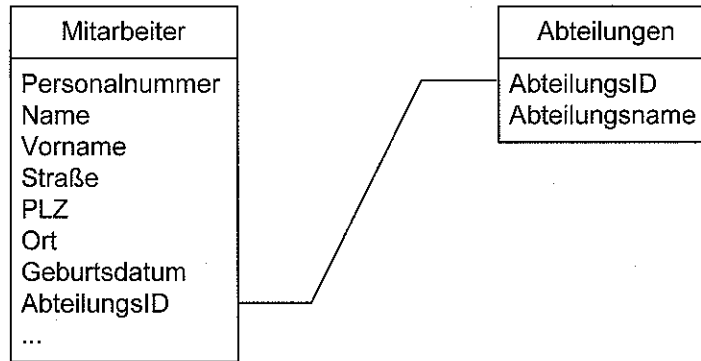 Mitarbeiter
Personalnummer
Name
Vorname
Straße
PLZ
Ort
Geburtsdatum
AbteilungsID
...
Abteilungen
AbteilungsID
Abteilungsname